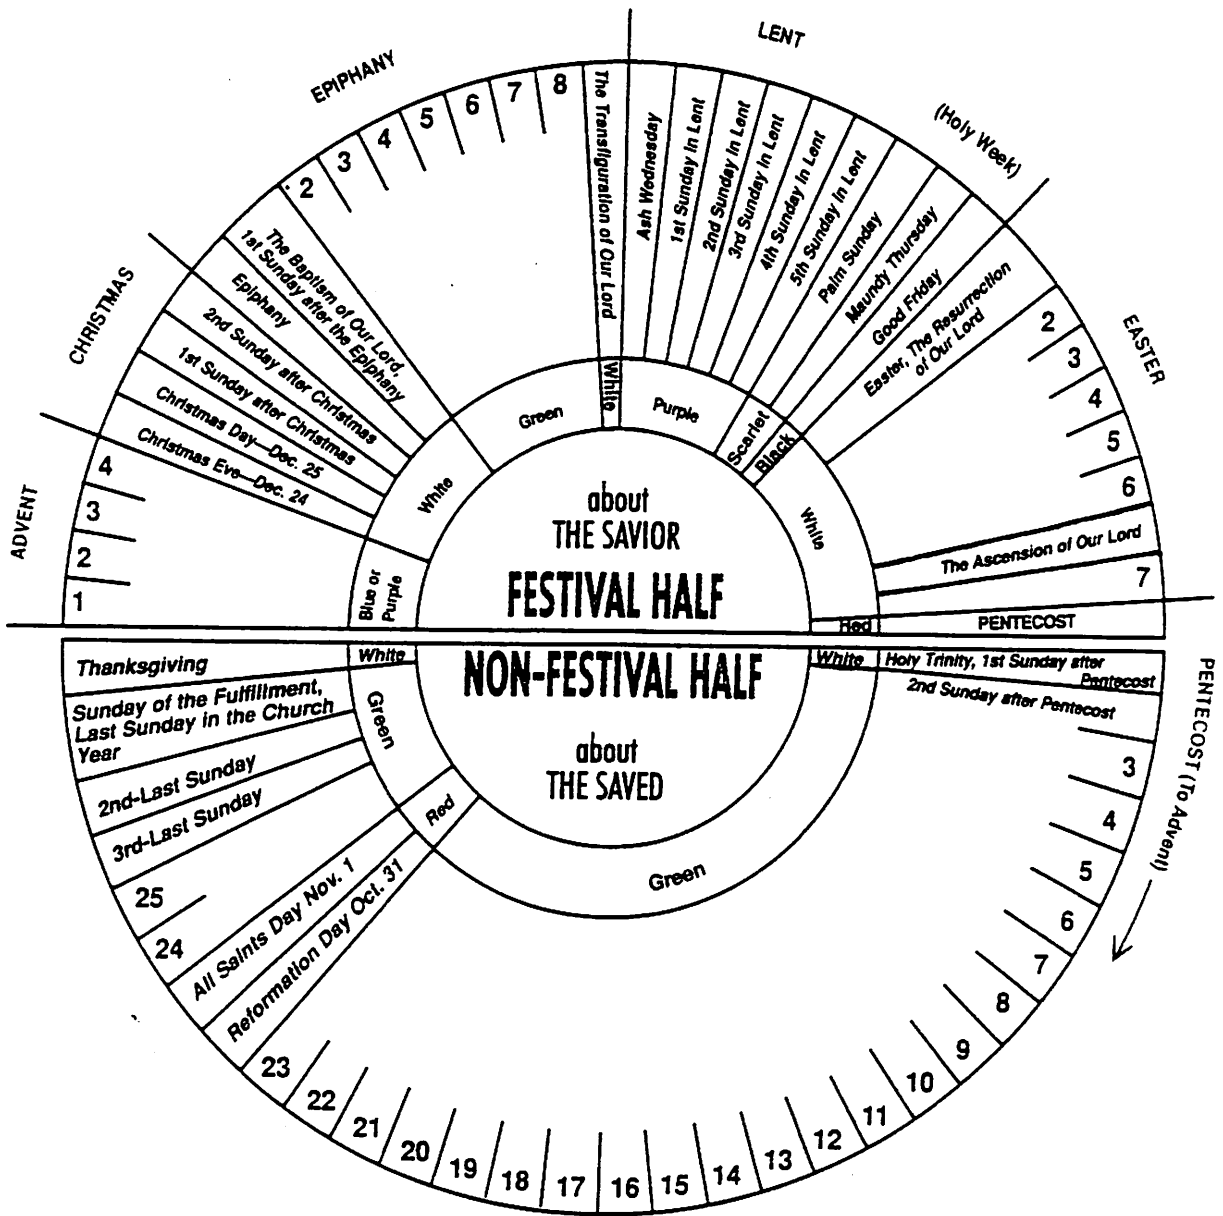 ADVENT
CHRISTMAS
EPIPHANY
LENT
(Holy Week)
EASTER
PENTECOST (To Advent)
1
2
3
4
Christmas Eve—Dec. 24
Christmas Day—Dec. 25
1st Sunday after Christmas
2nd Sunday after Christmas
Epiphany
The Baptism of Our Lord,
1st Sunday after the Epiphany
2
3
4
5
6
7
8
The Transfiguration of Our Lord
Ash Wednesday
1st Sunday in Lent
2nd Sunday in Lent
3rd Sunday in Lent
4th Sunday in Lent
5th Sunday in Lent
Palm Sunday
Maundy Thursday
Good Friday
Easter, The Resurrection
of Our Lord
2
3
4
5
6
The Ascension of Our Lord
7
PENTECOST
Blue or
Purple
White
Green
White
Purple
Scarlet
Black
White
Red
about
THE SAVIOR
FESTIVAL HALF
NON-FESTIVAL HALF
about
THE SAVED
White
Holy Trinity, 1st Sunday after
Pentecost
2nd Sunday after Pentecost
3
4
5
6
7
8
9
10
11
12
13
14
15
16
17
18
19
20
21
22
23
Reformation Day Oct. 31
All Saints Day Nov. 1
24
25
3rd-Last Sunday
2nd-Last Sunday
Sunday of the Fulfillment,
Last Sunday in the Church
Year
Thanksgiving
Green
Red
Green
White